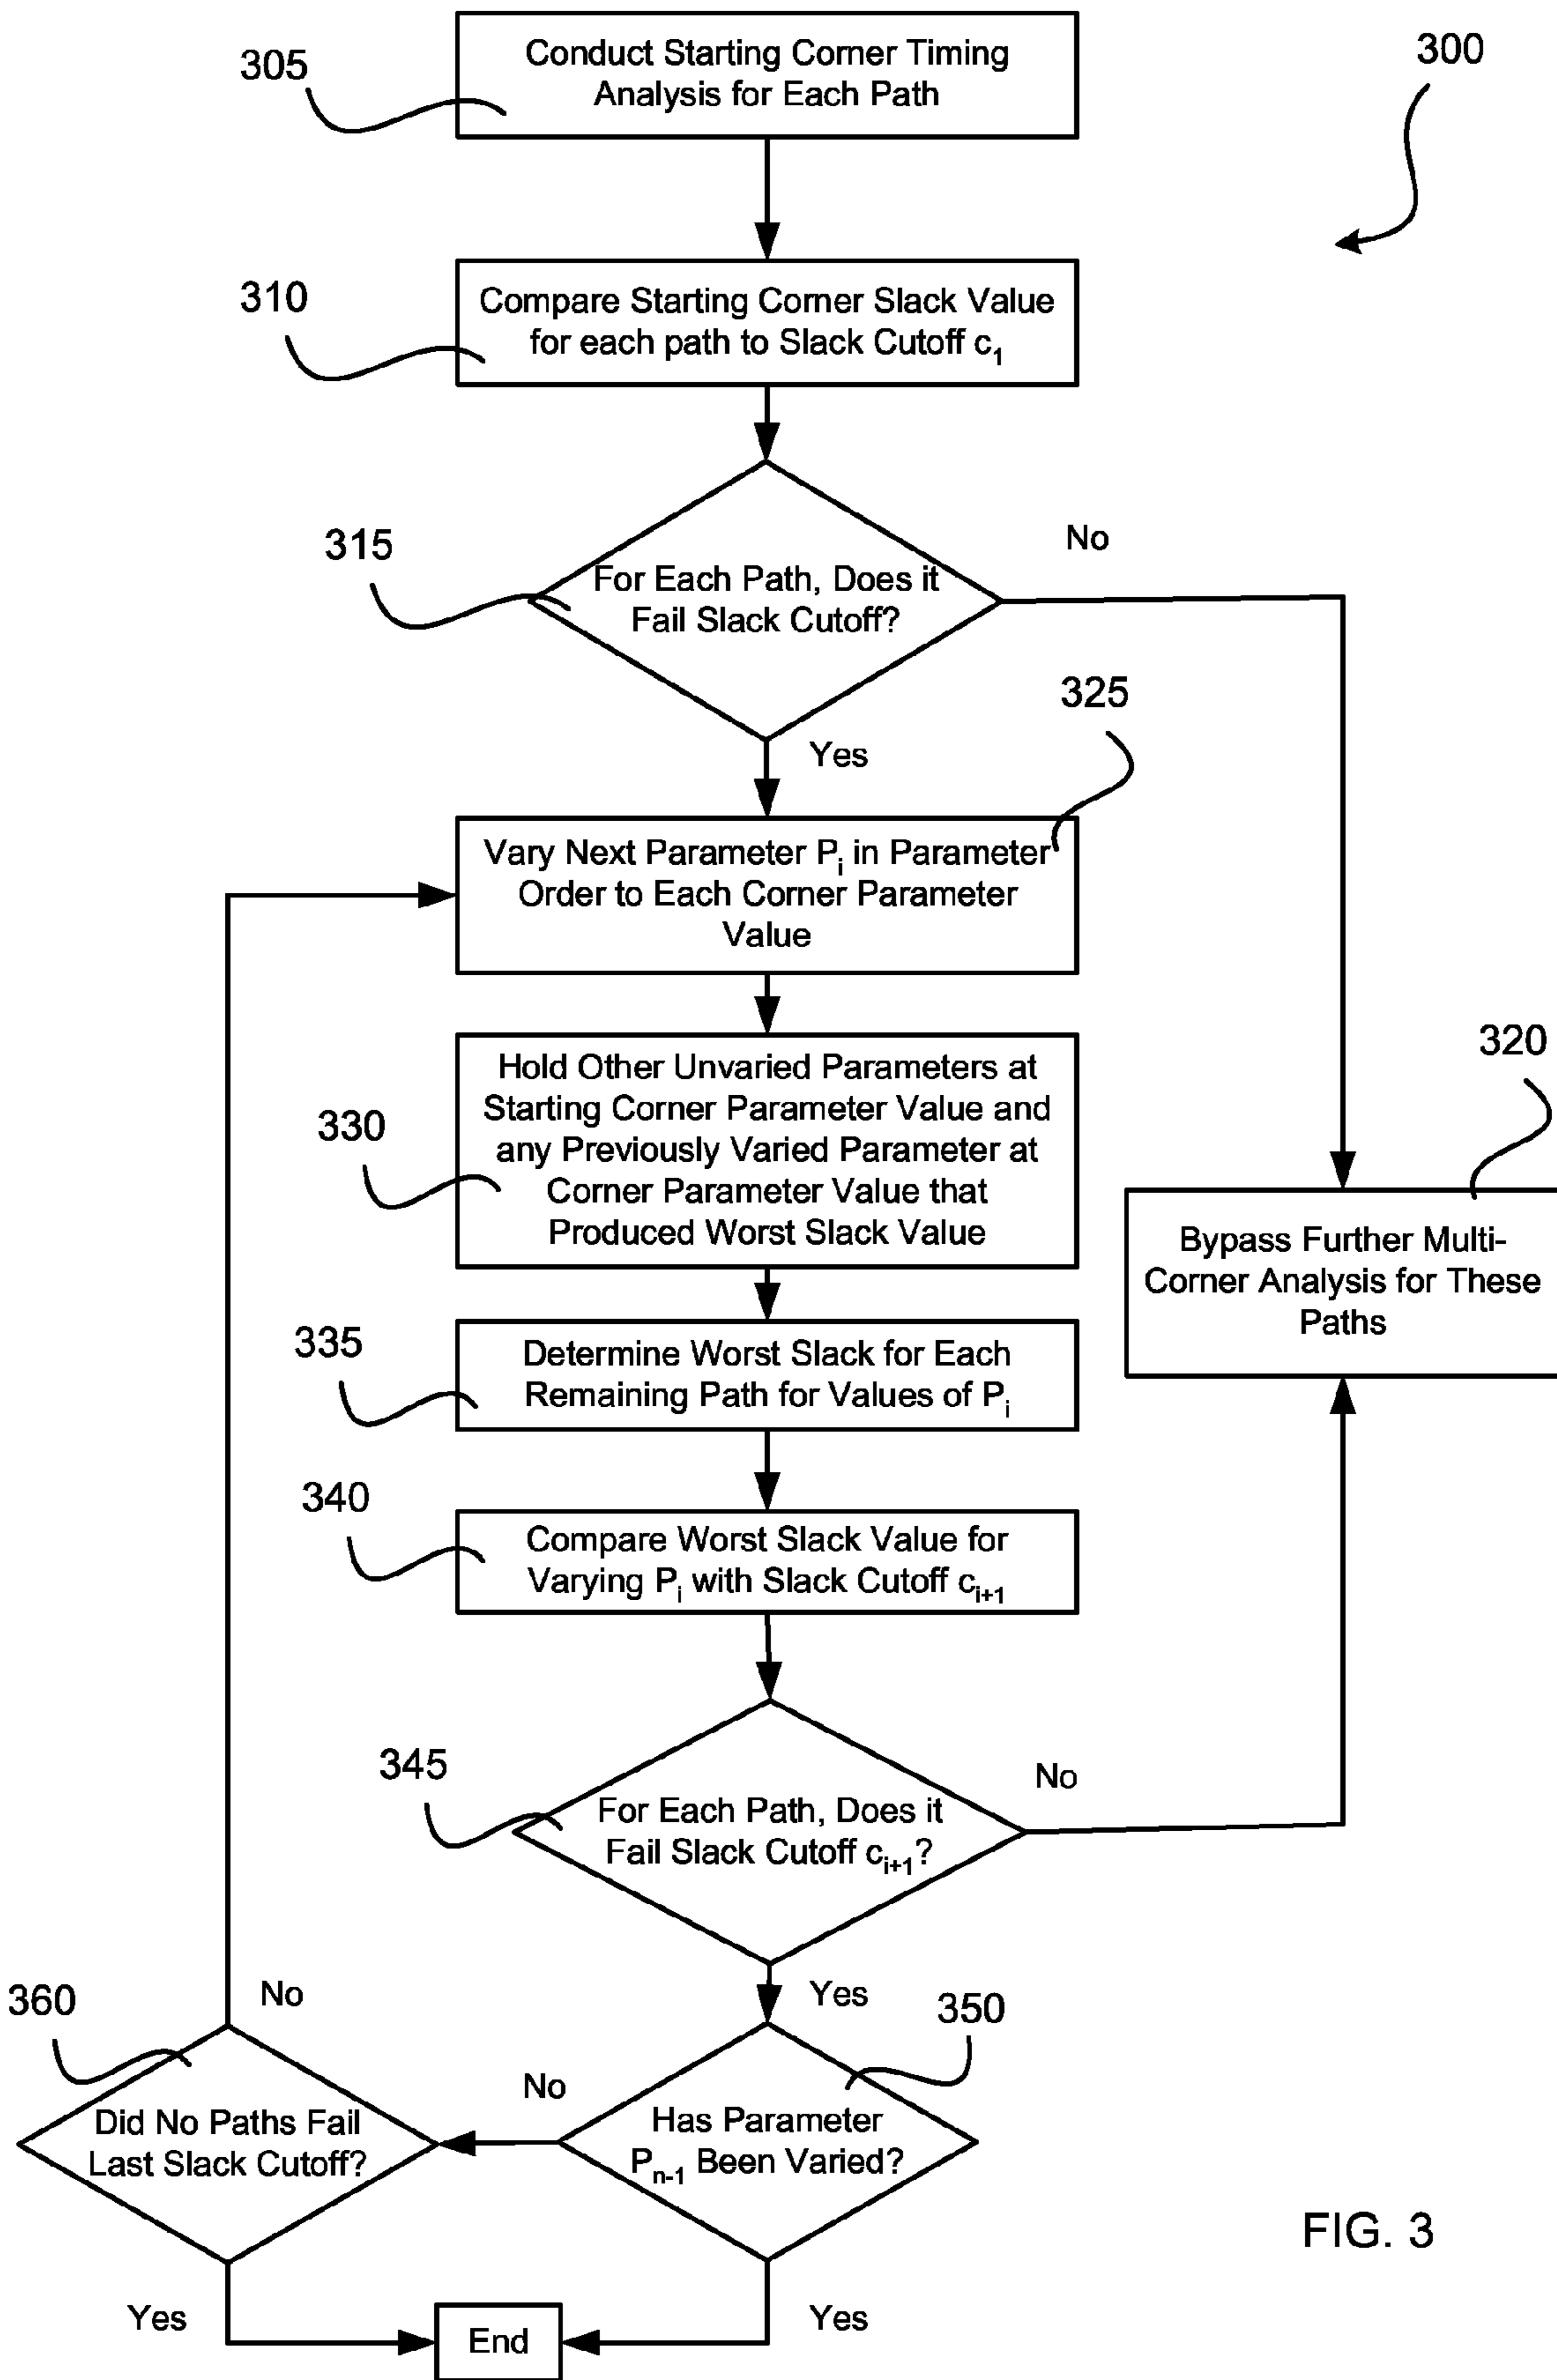 305
Conduct Starting Corner Timing
Analysis for Each Path
300
310
Compare Starting Corner Slack Value
for each path to Slack Cutoff c₁
315
For Each Path, Does it
Fail Slack Cutoff?
No
Yes
325
Vary Next Parameter Pᵢ in Parameter
Order to Each Corner Parameter
Value
330
Hold Other Unvaried Parameters at
Starting Corner Parameter Value and
any Previously Varied Parameter at
Corner Parameter Value that
Produced Worst Slack Value
320
Bypass Further Multi-
Corner Analysis for These
Paths
335
Determine Worst Slack for Each
Remaining Path for Values of Pᵢ
340
Compare Worst Slack Value for
Varying Pᵢ with Slack Cutoff cᵢ₊₁
345
For Each Path, Does it
Fail Slack Cutoff cᵢ₊₁?
No
Yes
350
Has Parameter
Pₙ₋₁ Been Varied?
No
360
No
Did No Paths Fail
Last Slack Cutoff?
Yes
End
Yes
FIG. 3